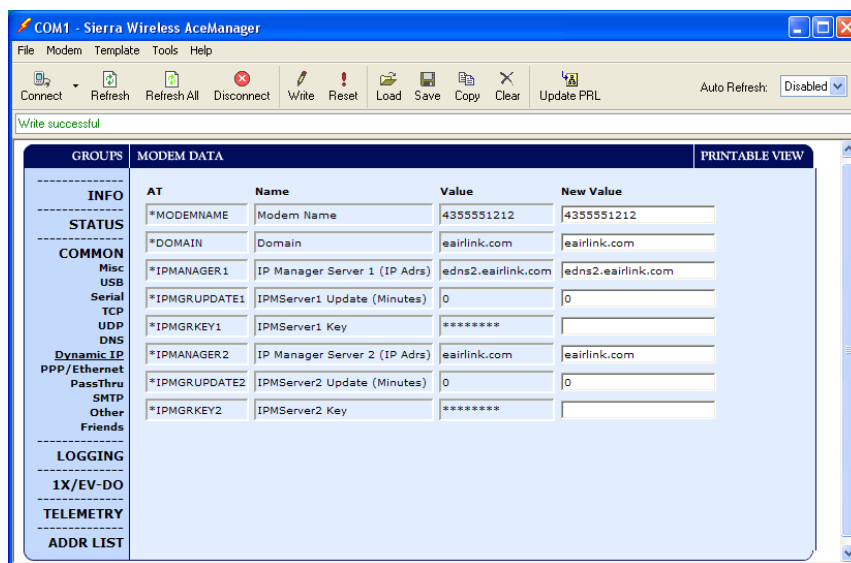 COM1 - Sierra Wireless AceManager
File Modem Template Tools Help
Connect Refresh Refresh All Disconnect Write Reset Load Save Copy Clear Update PRL Auto Refresh: Disabled
Write successful
GROUPS MODEM DATA PRINTABLE VIEW
--------------
INFO
--------------
STATUS
--------------
COMMON
Misc
USB
Serial
TCP
UDP
DNS
Dynamic IP
PPP/Ethernet
PassThru
SMTP
Other
Friends
--------------
LOGGING
--------------
1X/EV-DO
--------------
TELEMETRY
--------------
ADDR LIST
AT Name Value New Value
*MODEMNAME Modem Name 4355551212 4355551212
*DOMAIN Domain eairlink.com eairlink.com
*IPMANAGER1 IP Manager Server 1 (IP Adrs) edns2.eairlink.com edns2.eairlink.com
*IPMGRUPDATE1 IPMServer1 Update (Minutes) 0 0
*IPMGRKEY1 IPMServer1 Key ********
*IPMANAGER2 IP Manager Server 2 (IP Adrs) eairlink.com eairlink.com
*IPMGRUPDATE2 IPMServer2 Update (Minutes) 0 0
*IPMGRKEY2 IPMServer2 Key ********